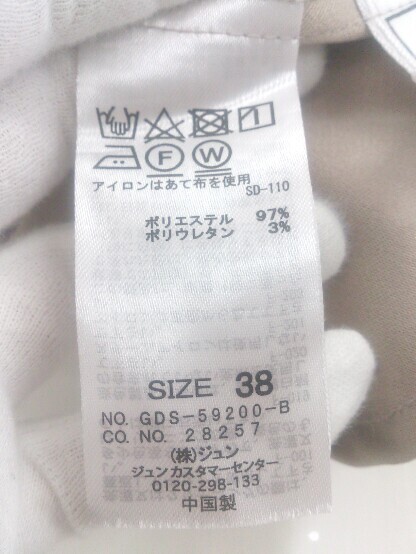 F W
アイロンはあて布を使用
SD-110
ポリエステル 97%
ポリウレタン 3%
SIZE 38
NO. GDS-59200-B
CO. NO. 28257
(株)ジュン
ジュン カスタマーセンター
0120-298-133
中国製